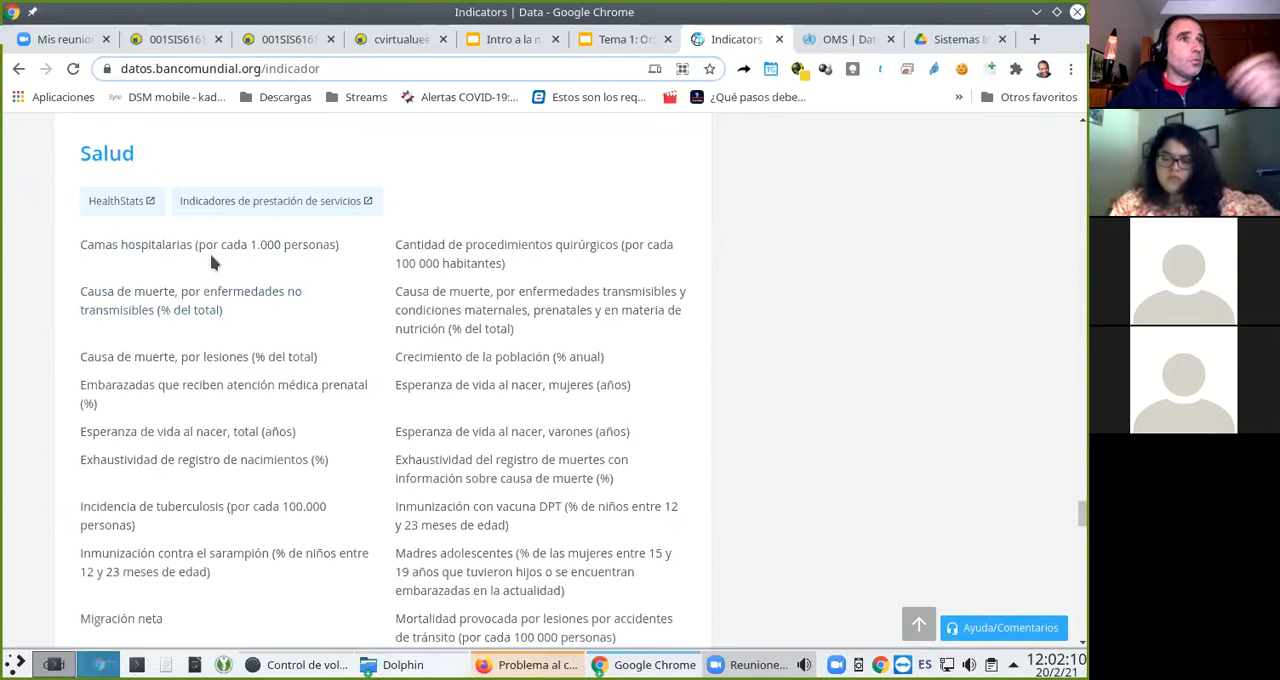 Indicators | Data - Google Chrome
Mis reunio
001SIS6161
001SIS6161
cvirtualuee
Intro a la n
Tema 1: Or
Indicators
OMS | Dat
Sistemas In
datos.bancomundial.org/indicador
Aplicaciones
DSM mobile - kad...
Descargas
Streams
Alertas COVID-19:...
Estos son los req...
¿Qué pasos debe...
»
Otros favoritos
Salud
HealthStats
Indicadores de prestación de servicios
Camas hospitalarias (por cada 1.000 personas)
Cantidad de procedimientos quirúrgicos (por cada
100 000 habitantes)
Causa de muerte, por enfermedades no
transmisibles (% del total)
Causa de muerte, por enfermedades transmisibles y
condiciones maternales, prenatales y en materia de
nutrición (% del total)
Causa de muerte, por lesiones (% del total)
Crecimiento de la población (% anual)
Embarazadas que reciben atención médica prenatal
(%)
Esperanza de vida al nacer, mujeres (años)
Esperanza de vida al nacer, total (años)
Esperanza de vida al nacer, varones (años)
Exhaustividad de registro de nacimientos (%)
Exhaustividad del registro de muertes con
información sobre causa de muerte (%)
Incidencia de tuberculosis (por cada 100.000
personas)
Inmunización con vacuna DPT (% de niños entre 12
y 23 meses de edad)
Inmunización contra el sarampión (% de niños entre
12 y 23 meses de edad)
Madres adolescentes (% de las mujeres entre 15 y
19 años que tuvieron hijos o se encuentran
embarazadas en la actualidad)
Migración neta
Mortalidad provocada por lesiones por accidentes
de tránsito (por cada 100 000 personas)
Ayuda/Comentarios
Control de vol...
Dolphin
Problema al c...
Google Chrome
Reunione...
ES
12:02:10
20/2/21